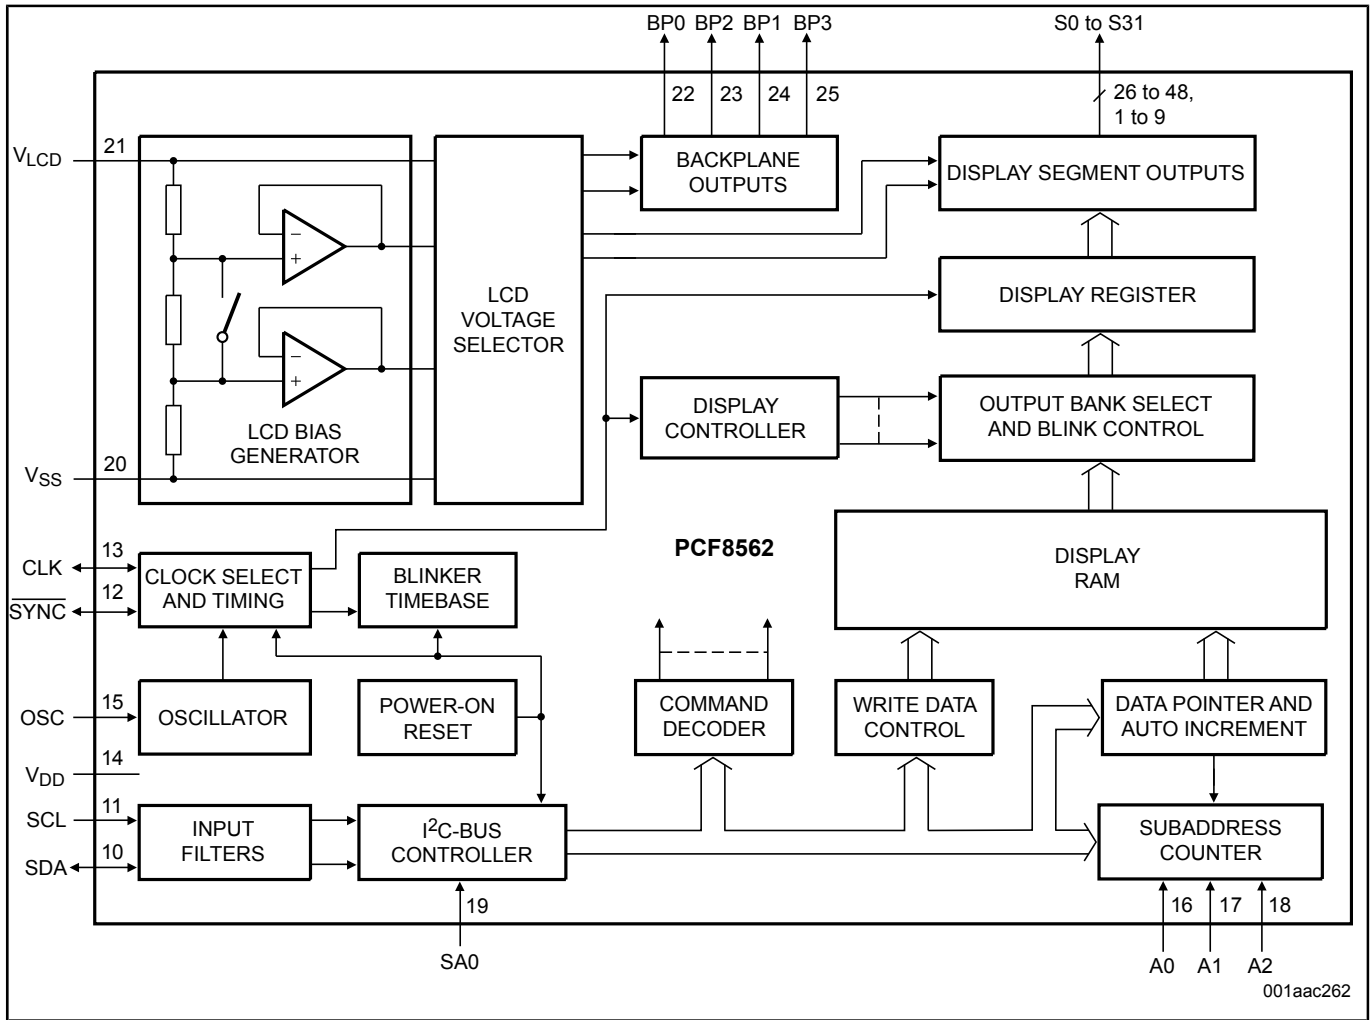 BP0 BP2 BP1 BP3
S0 to S31
22 23 24 25
26 to 48,
1 to 9
VLCD
21
BACKPLANE
OUTPUTS
DISPLAY SEGMENT OUTPUTS
−
+
LCD
VOLTAGE
SELECTOR
DISPLAY REGISTER
−
+
LCD BIAS
GENERATOR
DISPLAY
CONTROLLER
OUTPUT BANK SELECT
AND BLINK CONTROL
VSS
20
PCF8562
DISPLAY
RAM
CLK
13
SYNC
12
CLOCK SELECT
AND TIMING
BLINKER
TIMEBASE
OSC
15
OSCILLATOR
POWER-ON
RESET
COMMAND
DECODER
WRITE DATA
CONTROL
DATA POINTER AND
AUTO INCREMENT
VDD
14
SCL
11
SDA
10
INPUT
FILTERS
I2C-BUS
CONTROLLER
SUBADDRESS
COUNTER
19
16 17 18
SA0
A0 A1 A2
001aac262